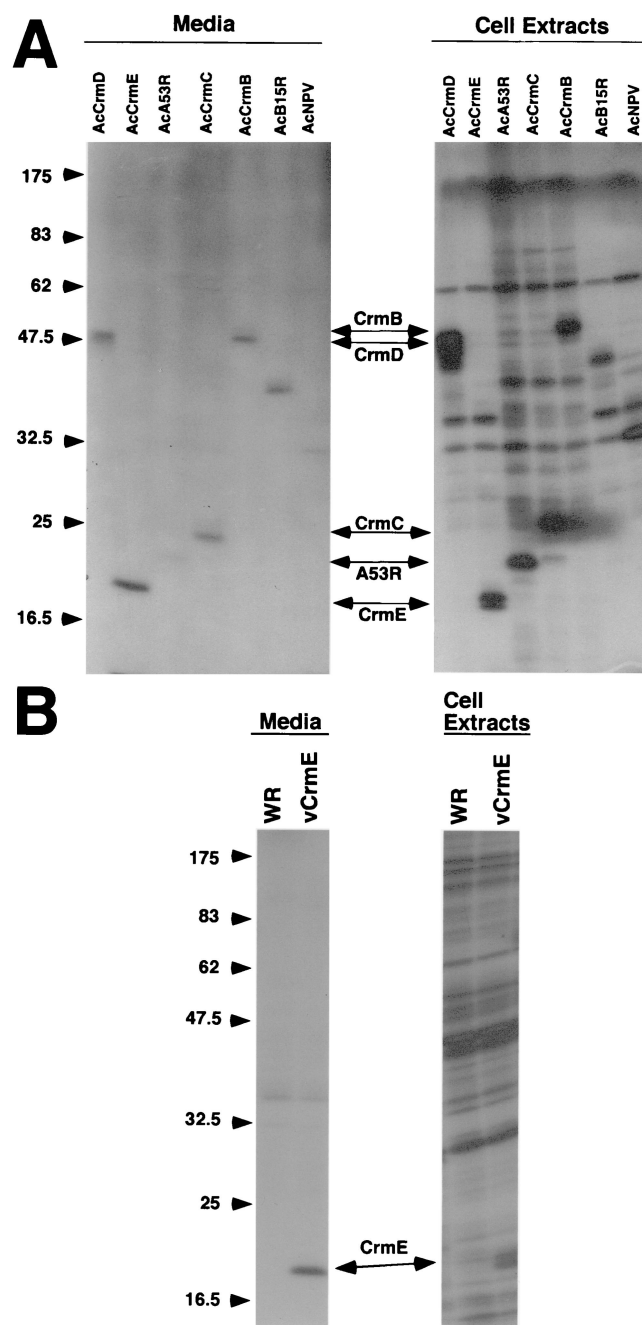 A
Media
Cell Extracts
AcCrmD
AcCrmE
AcA53R
AcCrmC
AcCrmB
AcB15R
AcNPV
AcCrmD
AcCrmE
AcA53R
AcCrmC
AcCrmB
AcB15R
AcNPV
175
83
62
47.5
32.5
25
16.5
CrmB
CrmD
CrmC
A53R
CrmE
B
Media
Cell
Extracts
WR
vCrmE
WR
vCrmE
175
83
62
47.5
32.5
25
16.5
CrmE